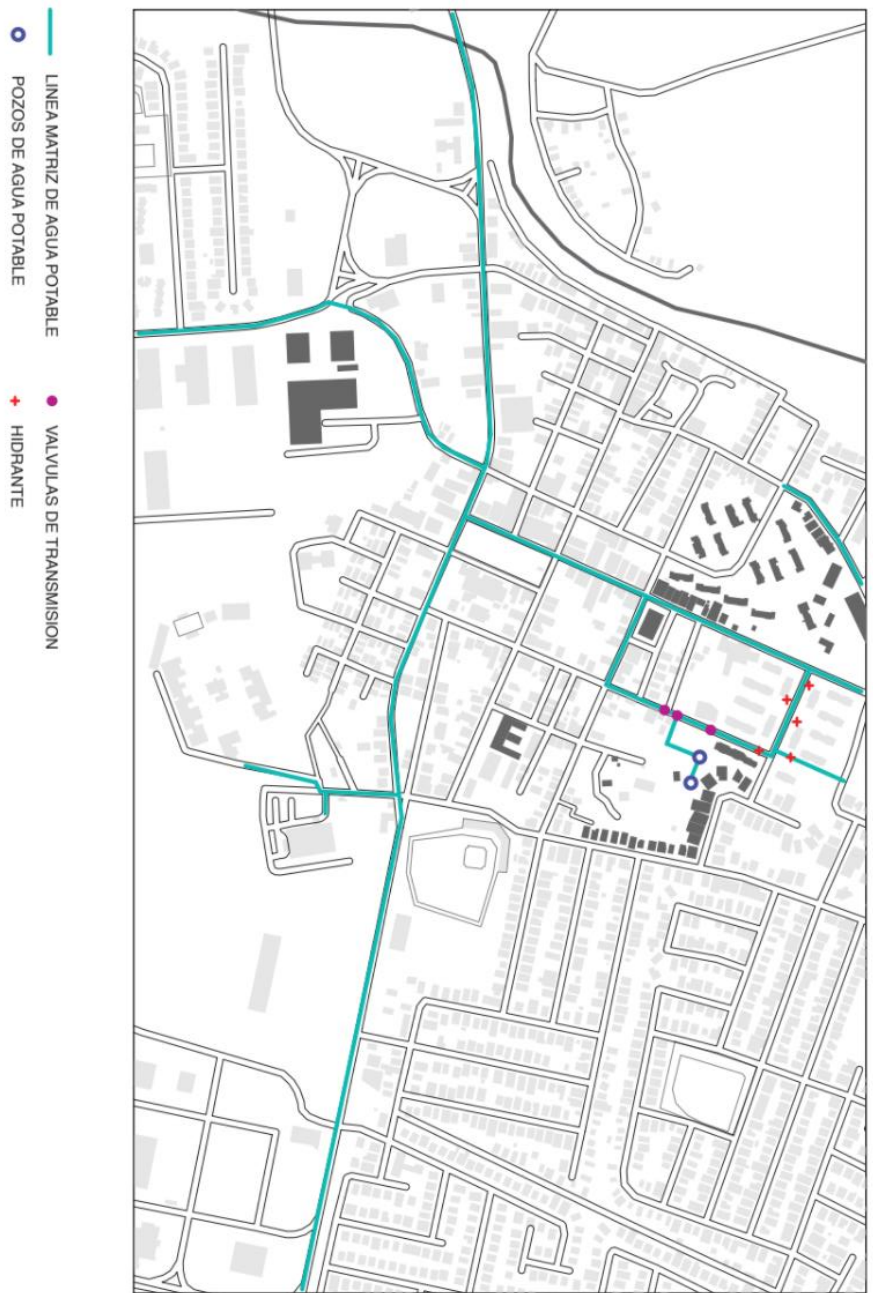 LINEA MATRIZ DE AGUA POTABLE
POZOS DE AGUA POTABLE
VALVULAS DE TRANSMISION
HIDRANTE